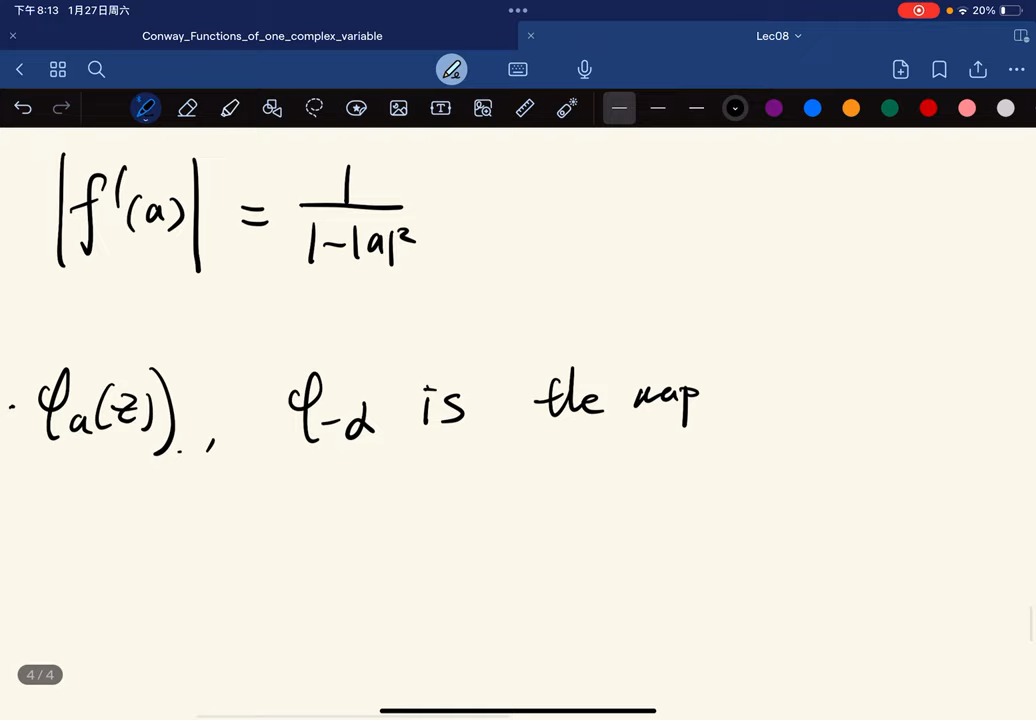 下午 8:13 1月27日周六
20%
Conway_Functions_of_one_complex_variable
Lec08
|f'(a)| = 1/(1-|a|²)
· φₐ(z)., φ_{-α} is the map
4 / 4